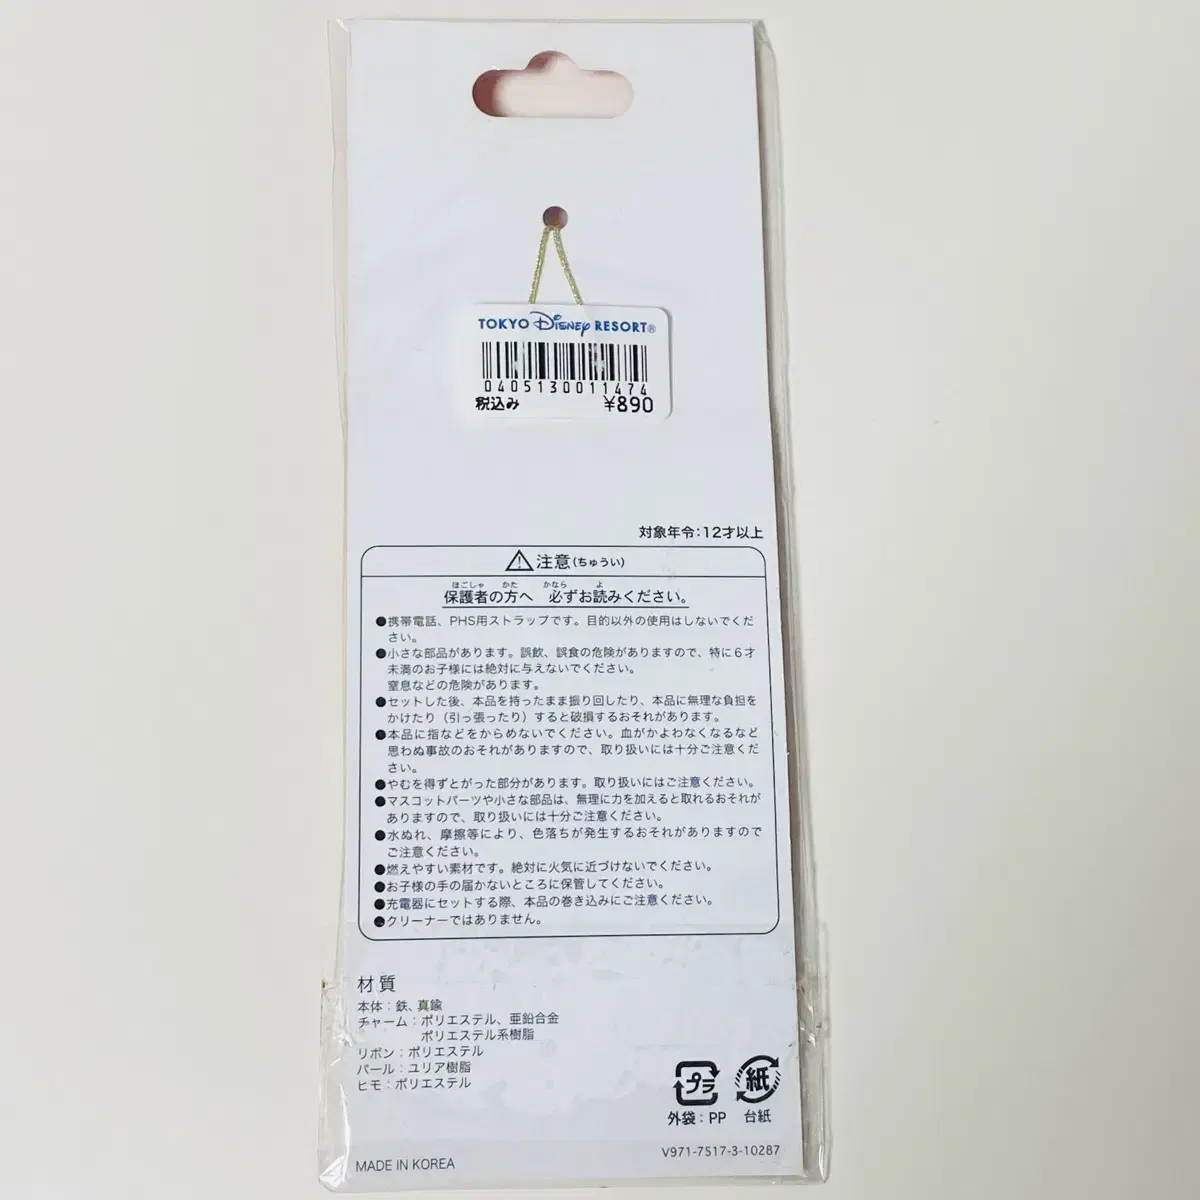 TOKYO Disney RESORT®
0405130011474
税込み ¥890
対象年令:12才以上
注意(ちゅうい)
ほごしゃ かた かなら よ
保護者の方へ 必ずお読みください。
●携帯電話、PHS用ストラップです。目的以外の使用はしないでくだ
さい。
●小さな部品があります。誤飲、誤食の危険がありますので、特に6才
未満のお子様には絶対に与えないでください。
窒息などの危険があります。
●セットした後、本品を持ったまま振り回したり、本品に無理な負担を
かけたり(引っ張ったり)すると破損するおそれがあります。
●本品に指などをからめないでください。血がかよわなくなるなど
思わぬ事故のおそれがありますので、取り扱いには十分ご注意くだ
さい。
●やむを得ずとがった部分があります。取り扱いにはご注意ください。
●マスコットパーツや小さな部品は、無理に力を加えると取れるおそれが
ありますので、取り扱いには十分ご注意ください。
●水ぬれ、摩擦等により、色落ちが発生するおそれがありますので
ご注意ください。
●燃えやすい素材です。絶対に火気に近づけないでください。
●お子様の手の届かないところに保管してください。
●充電器にセットする際、本品の巻き込みにご注意ください。
●クリーナーではありません。
材質
本体:鉄、真鍮
チャーム:ポリエステル、亜鉛合金
ポリエステル系樹脂
リボン:ポリエステル
パール:ユリア樹脂
ヒモ:ポリエステル
プラ 紙
外袋:PP 台紙
V971-7517-3-10287
MADE IN KOREA